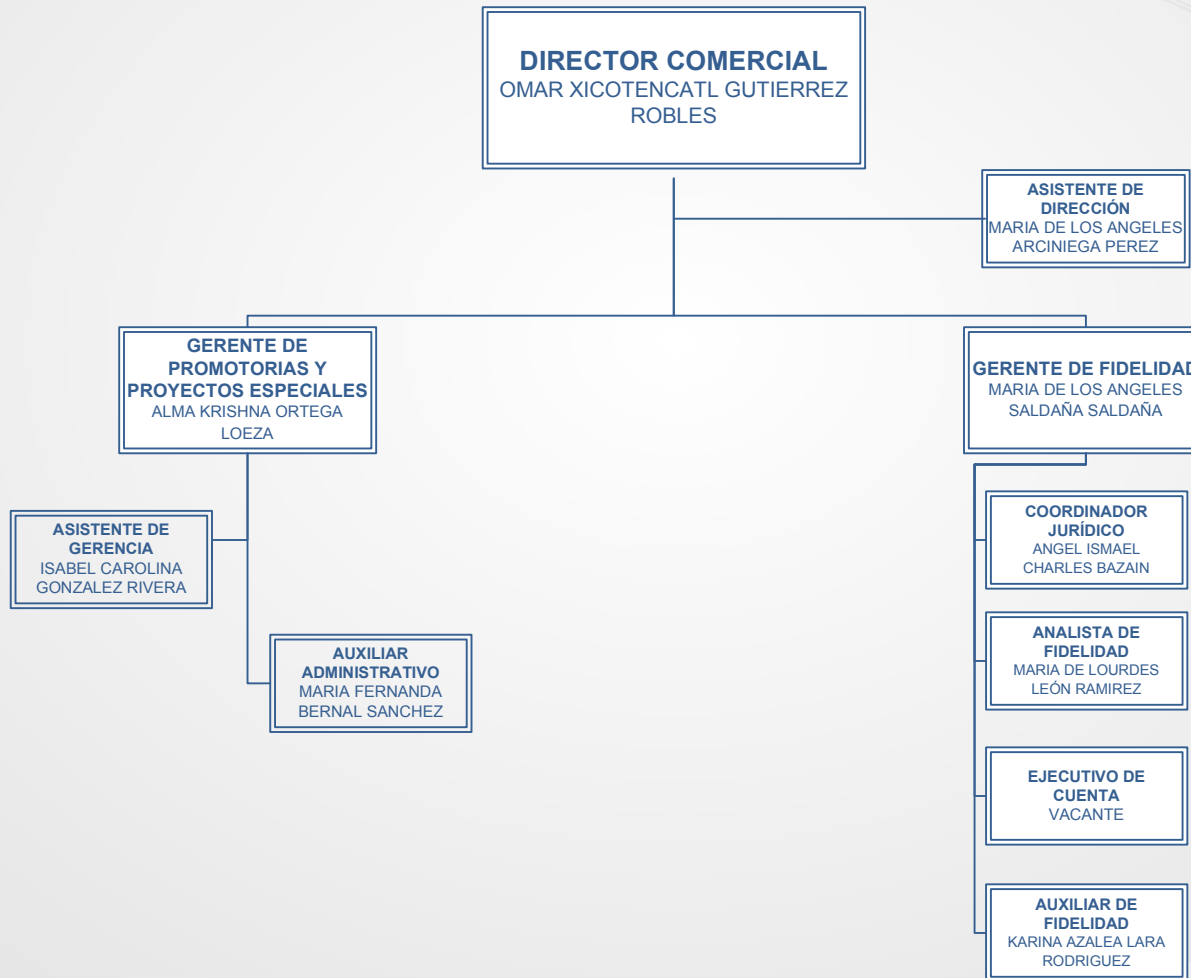 DIRECTOR COMERCIAL
OMAR XICOTENCATL GUTIERREZ
ROBLES
ASISTENTE DE
DIRECCIÓN
MARIA DE LOS ANGELES
ARCINIEGA PEREZ
GERENTE DE
PROMOTORIAS Y
PROYECTOS ESPECIALES
ALMA KRISHNA ORTEGA
LOEZA
GERENTE DE FIDELIDAD
MARIA DE LOS ANGELES
SALDAÑA SALDAÑA
ASISTENTE DE
GERENCIA
ISABEL CAROLINA
GONZALEZ RIVERA
AUXILIAR
ADMINISTRATIVO
MARIA FERNANDA
BERNAL SANCHEZ
COORDINADOR
JURÍDICO
ANGEL ISMAEL
CHARLES BAZAIN
ANALISTA DE
FIDELIDAD
MARIA DE LOURDES
LEÓN RAMIREZ
EJECUTIVO DE
CUENTA
VACANTE
AUXILIAR DE
FIDELIDAD
KARINA AZALEA LARA
RODRIGUEZ